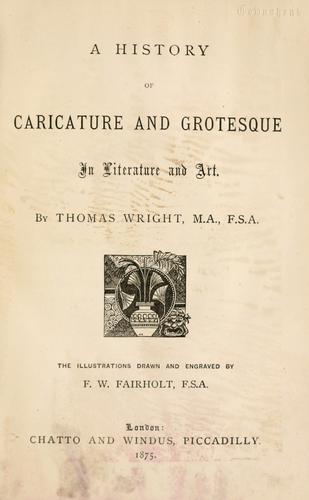 A HISTORY
OF
CARICATURE AND GROTESQUE
In Literature and Art.
By THOMAS WRIGHT, M.A., F.S.A.
THE ILLUSTRATIONS DRAWN AND ENGRAVED BY
F. W. FAIRHOLT, F.S.A.
London:
CHATTO AND WINDUS, PICCADILLY.
1875.